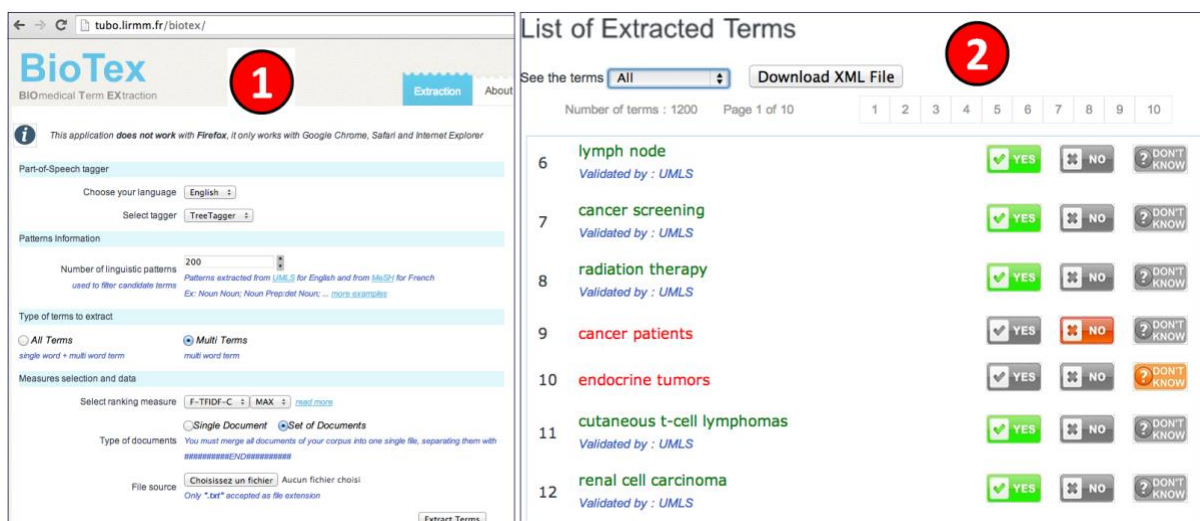 tubo.lirmm.fr/biotex/
BioTex
BIOmedical Term EXtraction
1
Extraction About
This application does not work with Firefox, it only works with Google Chrome, Safari and Internet Explorer
Part-of-Speech tagger
Choose your language English
Select tagger TreeTagger
Patterns Information
Number of linguistic patterns 200
used to filter candidate terms
Patterns extracted from UMLS for English and from MeSH for French
Ex: Noun Noun; Noun Prep:det Noun; ... more examples
Type of terms to extract
All Terms Multi Terms
single word + multi word term multi word term
Measures selection and data
Select ranking measure F-TFIDF-C MAX read more
Single Document Set of Documents
Type of documents You must merge all documents of your corpus into one single file, separating them with
##########END##########
File source Choisissez un fichier Aucun fichier choisi
Only ".txt" accepted as file extension
Extract Terms
List of Extracted Terms
2
See the terms All Download XML File
Number of terms : 1200 Page 1 of 10 1 2 3 4 5 6 7 8 9 10
6 lymph node YES NO ? DON'T KNOW
Validated by : UMLS
7 cancer screening YES NO ? DON'T KNOW
Validated by : UMLS
8 radiation therapy YES NO ? DON'T KNOW
Validated by : UMLS
9 cancer patients YES NO ? DON'T KNOW
10 endocrine tumors YES NO ? DON'T KNOW
11 cutaneous t-cell lymphomas YES NO ? DON'T KNOW
Validated by : UMLS
12 renal cell carcinoma YES NO ? DON'T KNOW
Validated by : UMLS